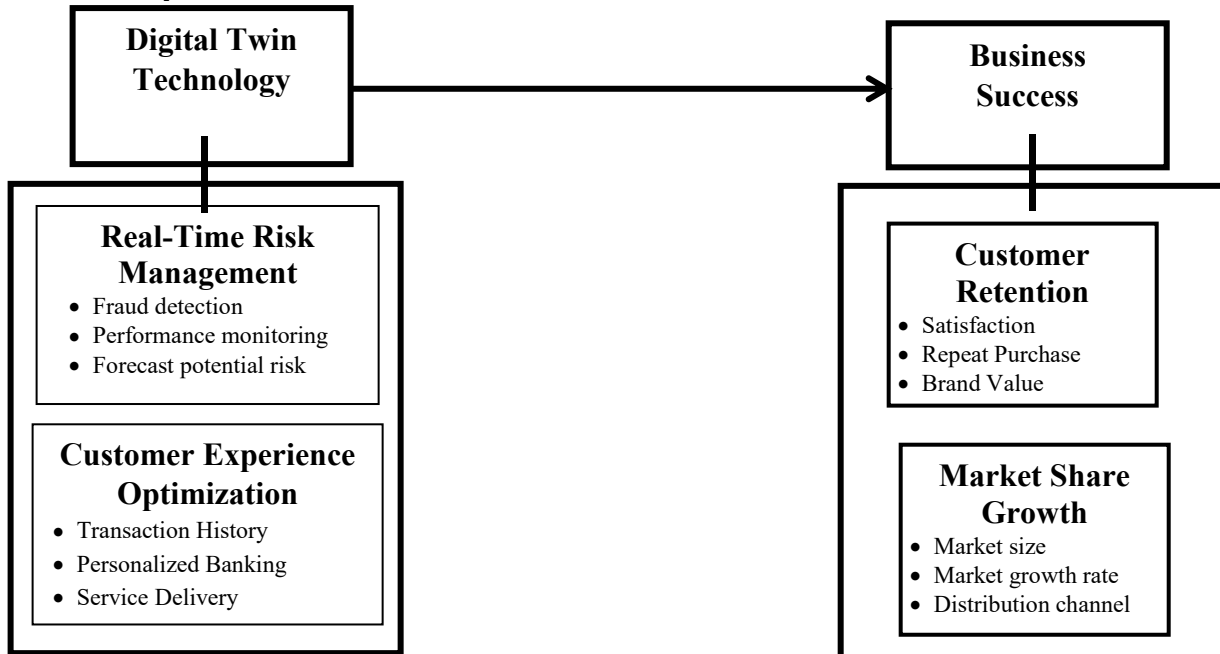 Digital Twin
Technology
Business
Success
Real-Time Risk
Management
• Fraud detection
• Performance monitoring
• Forecast potential risk
Customer Experience
Optimization
• Transaction History
• Personalized Banking
• Service Delivery
Customer
Retention
• Satisfaction
• Repeat Purchase
• Brand Value
Market Share
Growth
• Market size
• Market growth rate
• Distribution channel